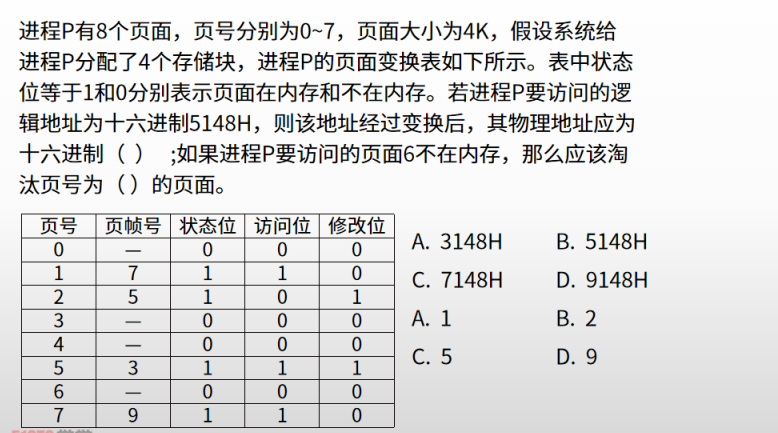 进程P有8个页面，页号分别为0~7，页面大小为4K，假设系统给
进程P分配了4个存储块，进程P的页面变换表如下所示。表中状态
位等于1和0分别表示页面在内存和不在内存。若进程P要访问的逻
辑地址为十六进制5148H，则该地址经过变换后，其物理地址应为
十六进制（ ） ;如果进程P要访问的页面6不在内存，那么应该淘
汰页号为（ ）的页面。
页号 页帧号 状态位 访问位 修改位
0 — 0 0 0
1 7 1 1 0
2 5 1 0 1
3 — 0 0 0
4 — 0 0 0
5 3 1 1 1
6 — 0 0 0
7 9 1 1 0
A. 3148H B. 5148H
C. 7148H D. 9148H
A. 1 B. 2
C. 5 D. 9